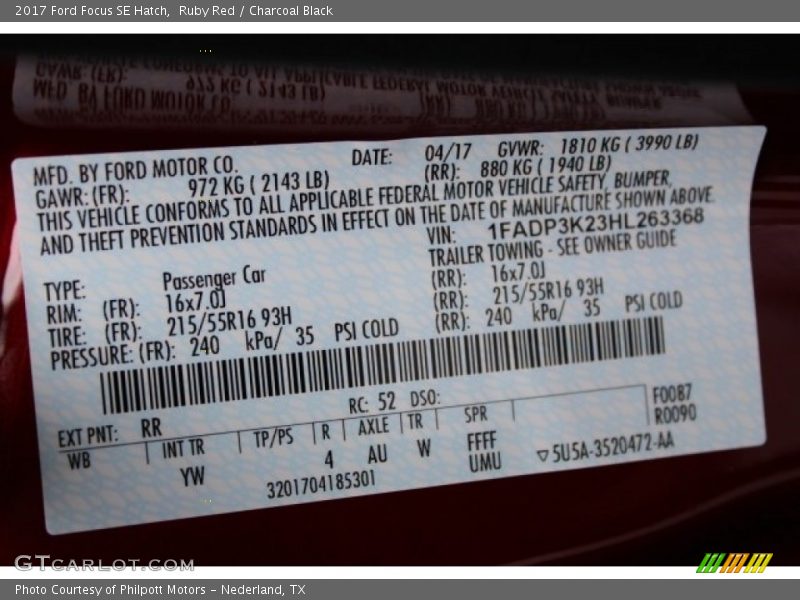 2017 Ford Focus SE Hatch,  Ruby Red / Charcoal Black
MFD. BY FORD MOTOR CO. DATE: 04/17 GVWR: 1810 KG ( 3990 LB)
GAWR: (FR): 972 KG ( 2143 LB) (RR): 880 KG ( 1940 LB)
THIS VEHICLE CONFORMS TO ALL APPLICABLE FEDERAL MOTOR VEHICLE SAFETY, BUMPER,
AND THEFT PREVENTION STANDARDS IN EFFECT ON THE DATE OF MANUFACTURE SHOWN ABOVE.
VIN: 1FADP3K23HL263368
TYPE: Passenger Car TRAILER TOWING - SEE OWNER GUIDE
RIM: (FR): 16x7.0J (RR): 16x7.0J
TIRE: (FR): 215/55R16 93H (RR): 215/55R16 93H
PRESSURE: (FR): 240 kPa/ 35 PSI COLD (RR): 240 kPa/ 35 PSI COLD
RC: 52 DSO: F0087
EXT PNT: RR R0090
WB INT TR TP/PS R AXLE TR SPR
YW 4 AU W FFFF
UMU
3201704185301 5U5A-3520472-AA
GTCARLOT.COM
Photo Courtesy of Philpott Motors – Nederland, TX